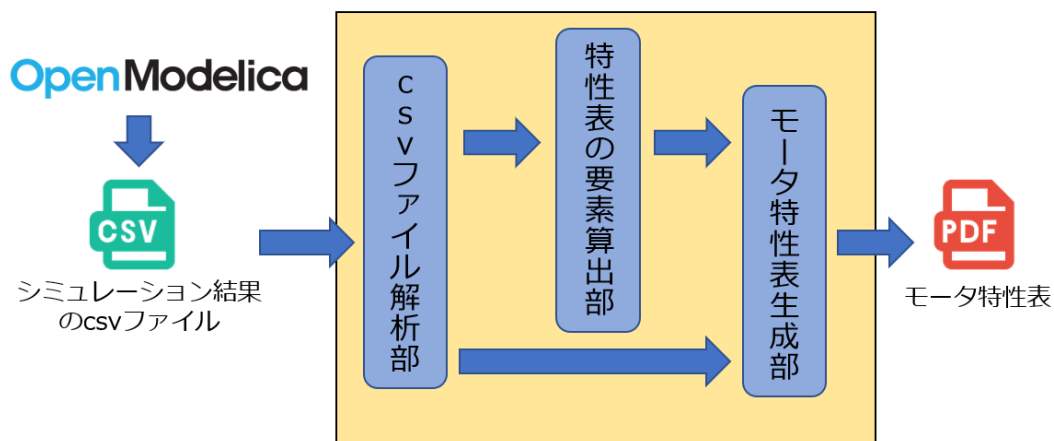 OpenModelica
CSV
シミュレーション結果
のcsvファイル
csvファイル解析部
特性表の要素算出部
モータ特性表生成部
PDF
モータ特性表